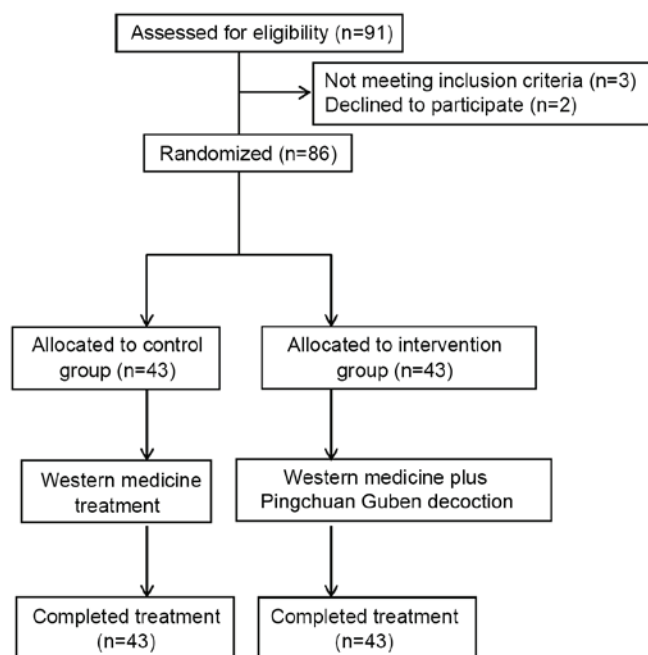 Assessed for eligibility (n=91)
Not meeting inclusion criteria (n=3)
Declined to participate (n=2)
Randomized (n=86)
Allocated to control
group (n=43)
Allocated to intervention
group (n=43)
Western medicine
treatment
Western medicine plus
Pingchuan Guben decoction
Completed treatment
(n=43)
Completed treatment
(n=43)